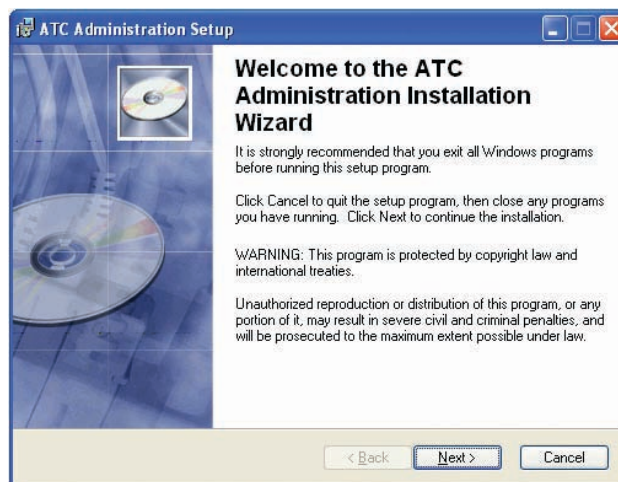 ATC Administration Setup
Welcome to the ATC
Administration Installation
Wizard
It is strongly recommended that you exit all Windows programs
before running this setup program.
Click Cancel to quit the setup program, then close any programs
you have running. Click Next to continue the installation.
WARNING: This program is protected by copyright law and
international treaties.
Unauthorized reproduction or distribution of this program, or any
portion of it, may result in severe civil and criminal penalties, and
will be prosecuted to the maximum extent possible under law.
< Back Next > Cancel